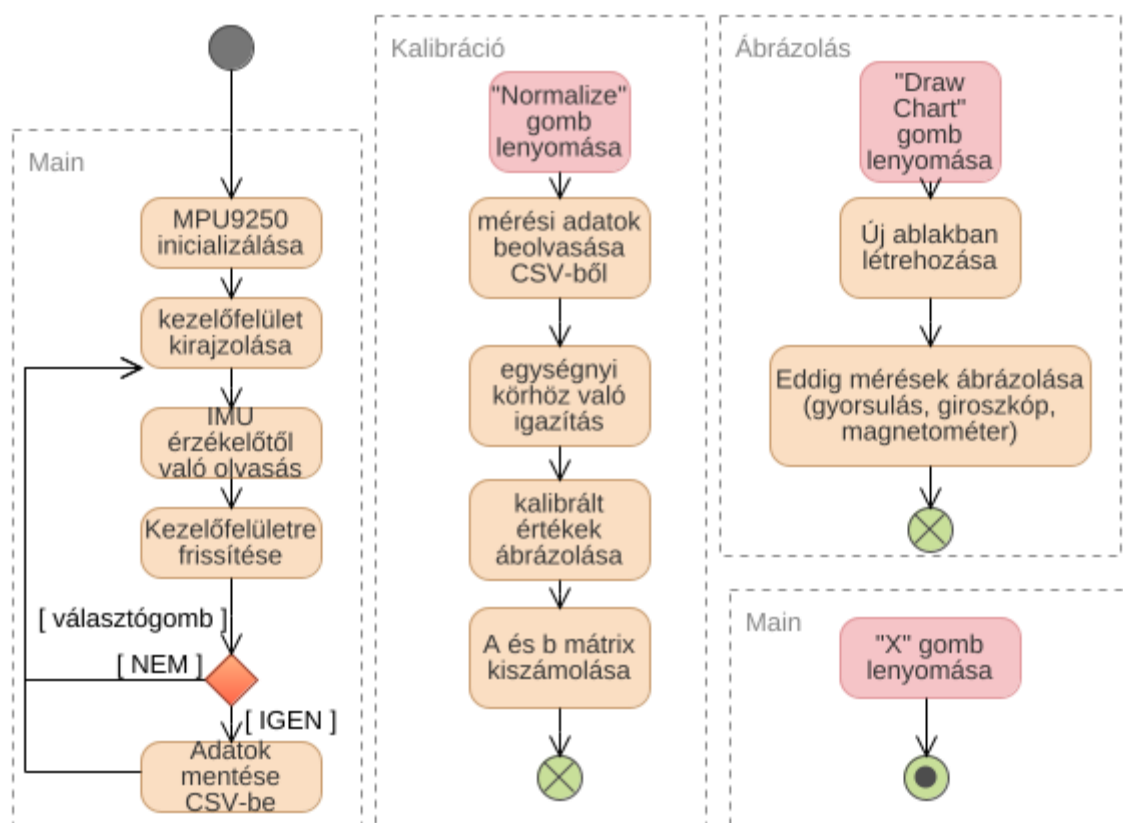 Main
MPU9250
inicializálása
kezelőfelület
kirajzolása
IMU
érzékelőtől
való olvasás
Kezelőfelületre
frissítése
[ választógomb ]
[ NEM ]
[ IGEN ]
Adatok
mentése
CSV-be
Kalibráció
"Normalize"
gomb
lenyomása
mérési adatok
beolvasása
CSV-ből
egységnyi
körhöz való
igazítás
kalibrált
értékek
ábrázolása
A és b mátrix
kiszámolása
Ábrázolás
"Draw
Chart"
gomb
lenyomása
Új ablakban
létrehozása
Eddig mérések ábrázolása
(gyorsulás, giroszkóp,
magnetométer)
Main
"X" gomb
lenyomása